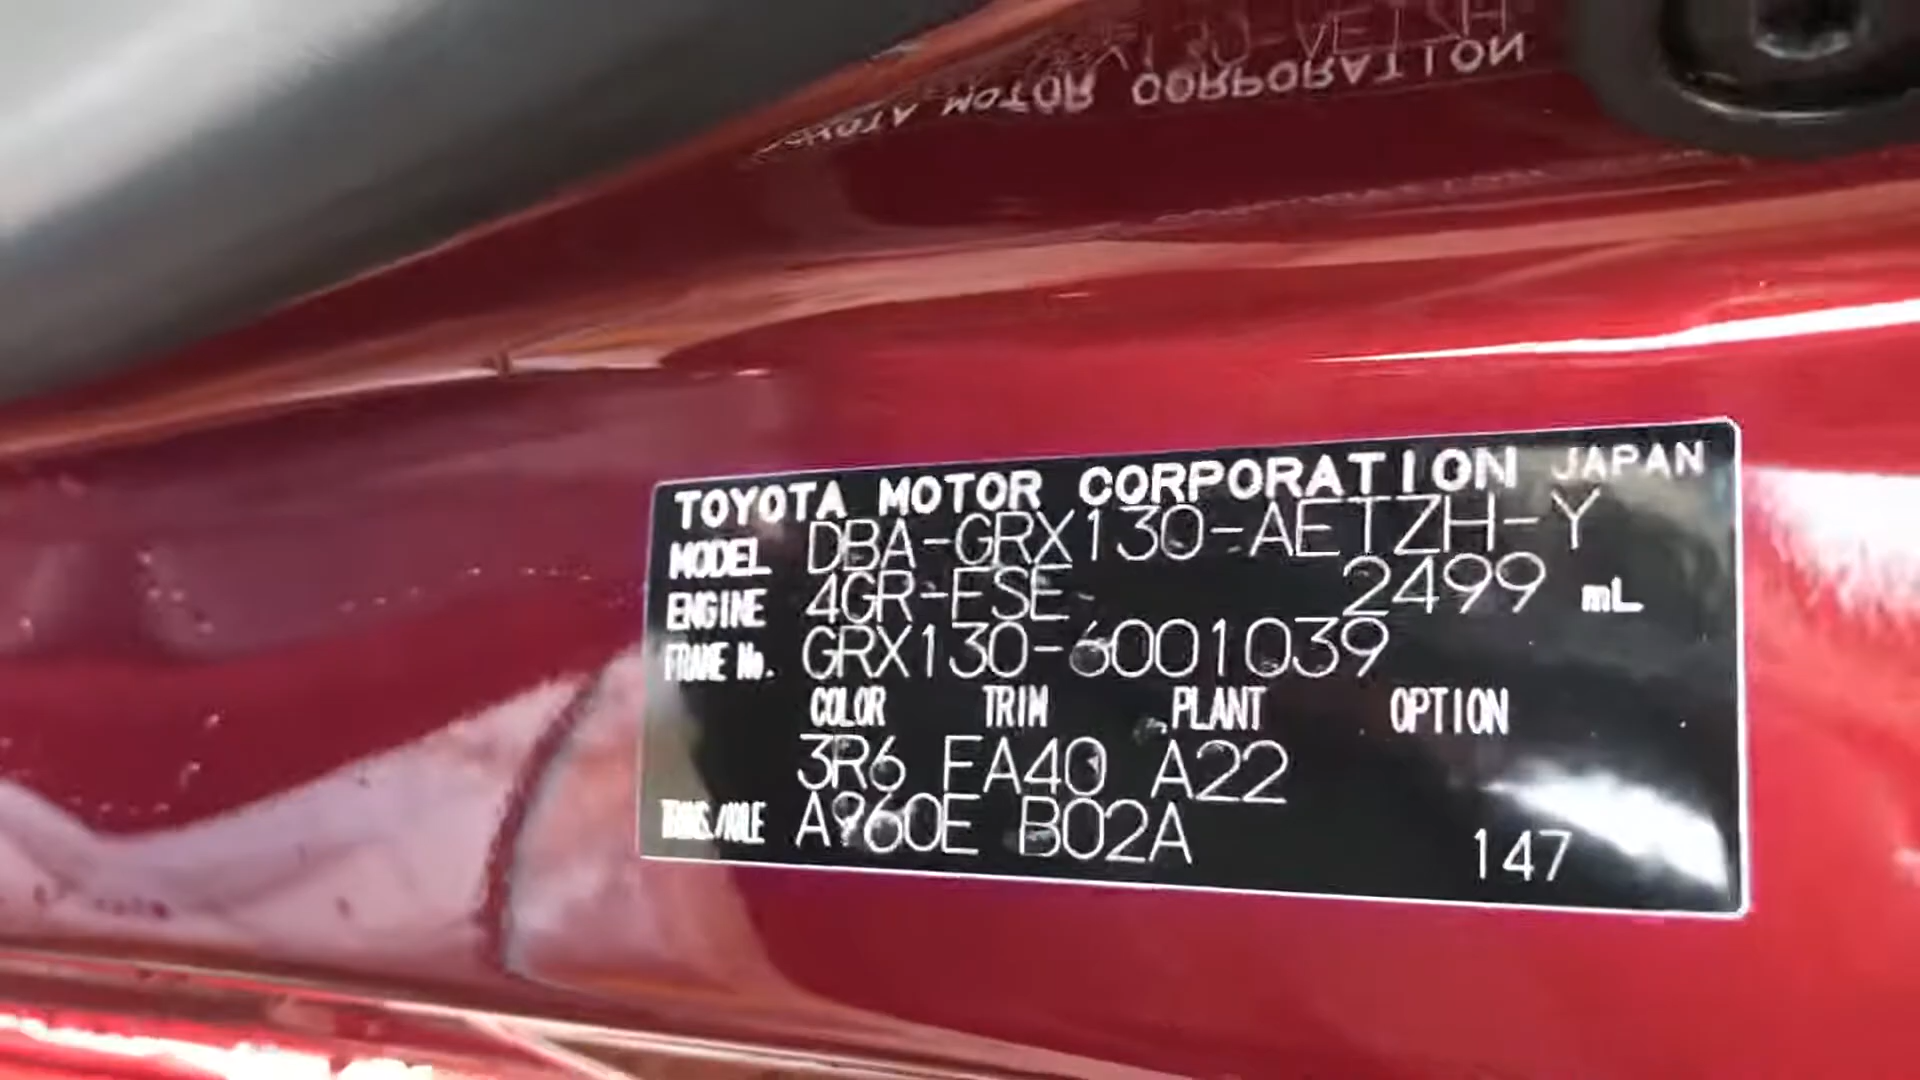 TOYOTA MOTOR CORPORATION JAPAN
MODEL DBA-GRX130-AETZH-Y
ENGINE 4GR-FSE 2499 mL
FRAME No. GRX130-6001039
COLOR TRIM PLANT OPTION
3R6 FA40 A22
TRANS./AXLE A960E B02A 147
TOYOTA MOTOR CORPORATION